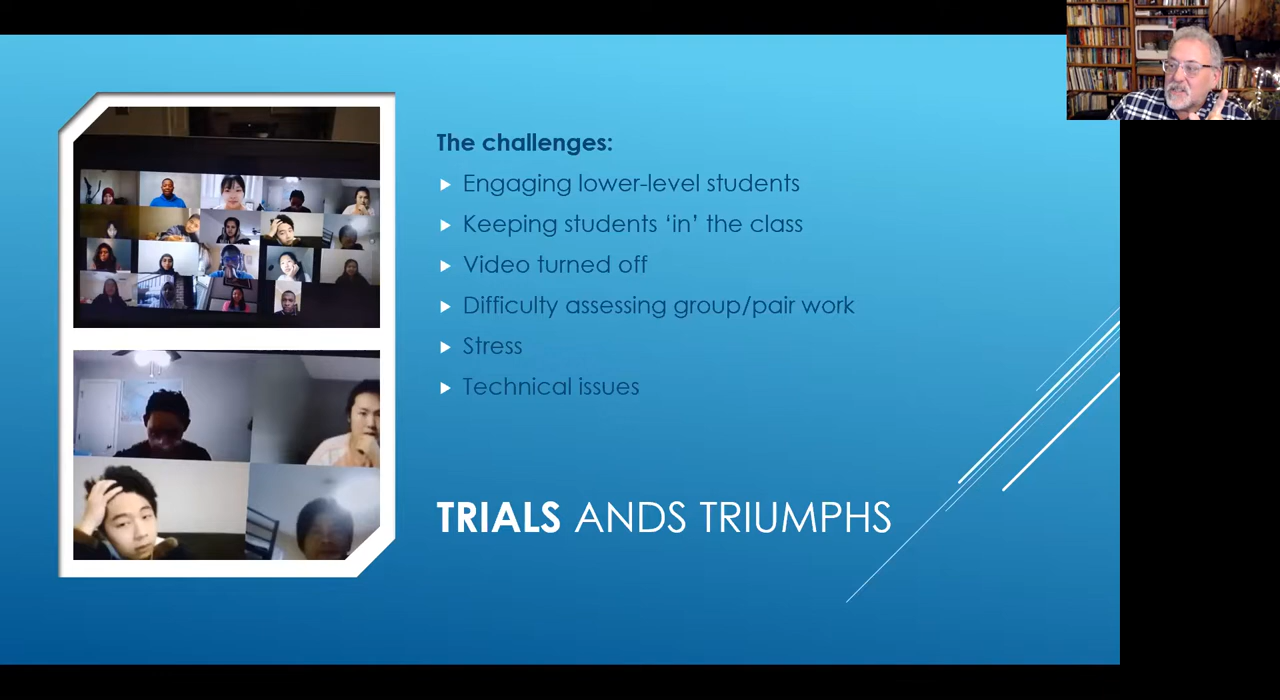 The challenges:
Engaging lower-level students
Keeping students ‘in’ the class
Video turned off
Difficulty assessing group/pair work
Stress
Technical issues
TRIALS ANDS TRIUMPHS